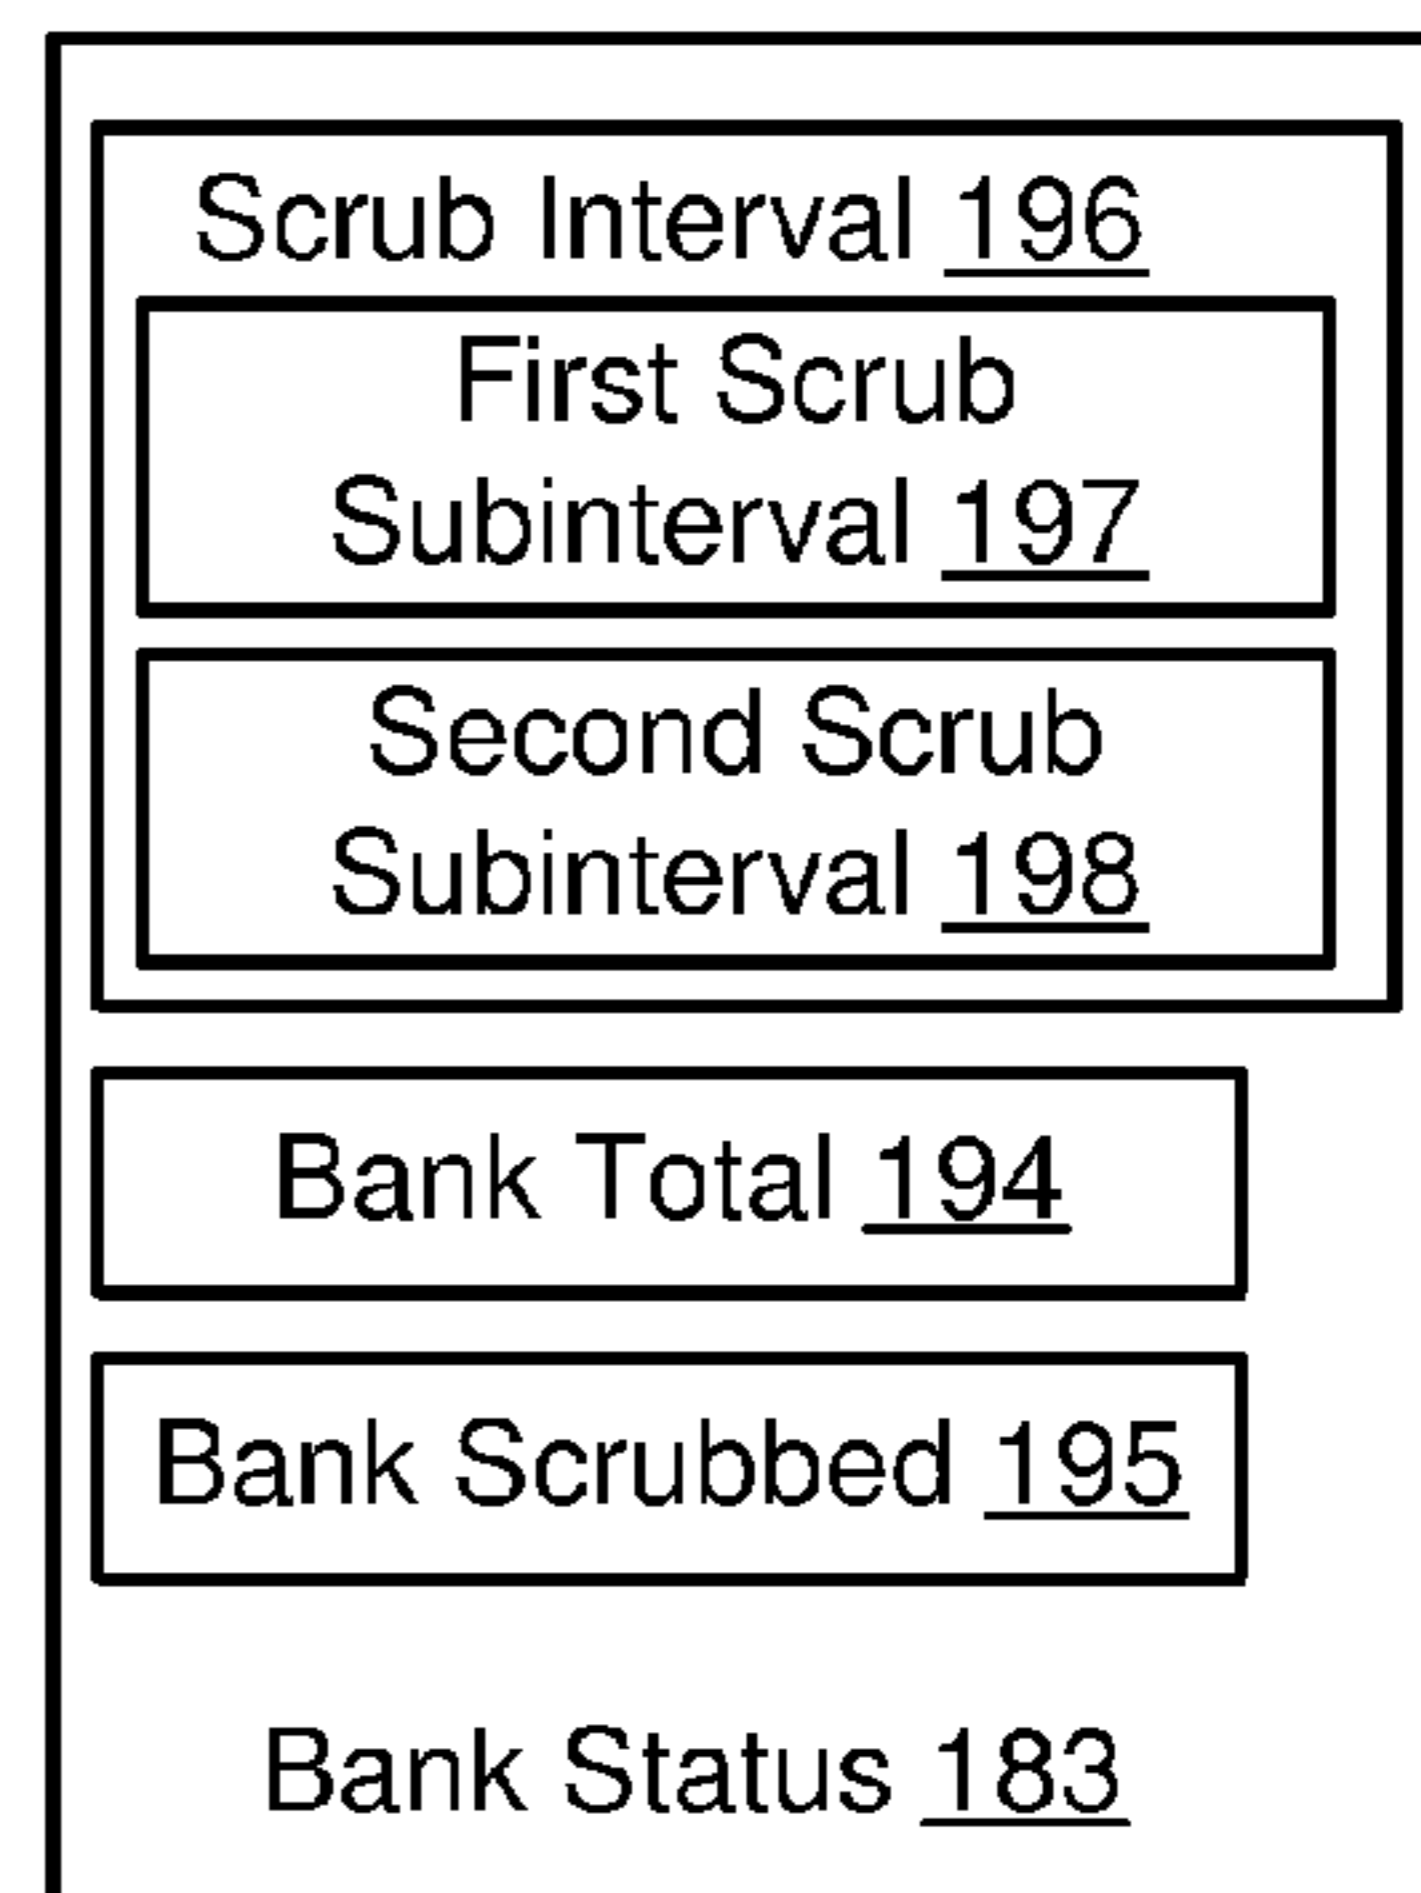 Scrub Interval 196
First Scrub
Subinterval 197
Second Scrub
Subinterval 198
Bank Total 194
Bank Scrubbed 195
Bank Status 183